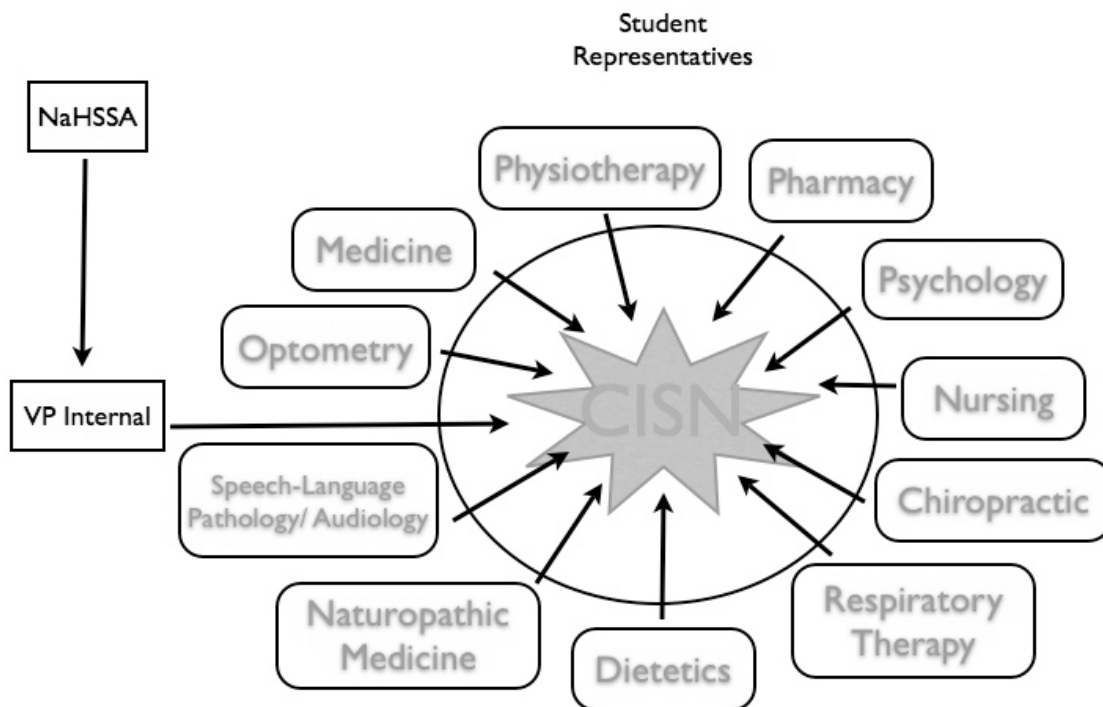 Student
Representatives
NaHSSA
Physiotherapy
Pharmacy
Medicine
Psychology
Optometry
CISN
Nursing
VP Internal
Speech-Language
Pathology/ Audiology
Chiropractic
Naturopathic
Medicine
Dietetics
Respiratory
Therapy